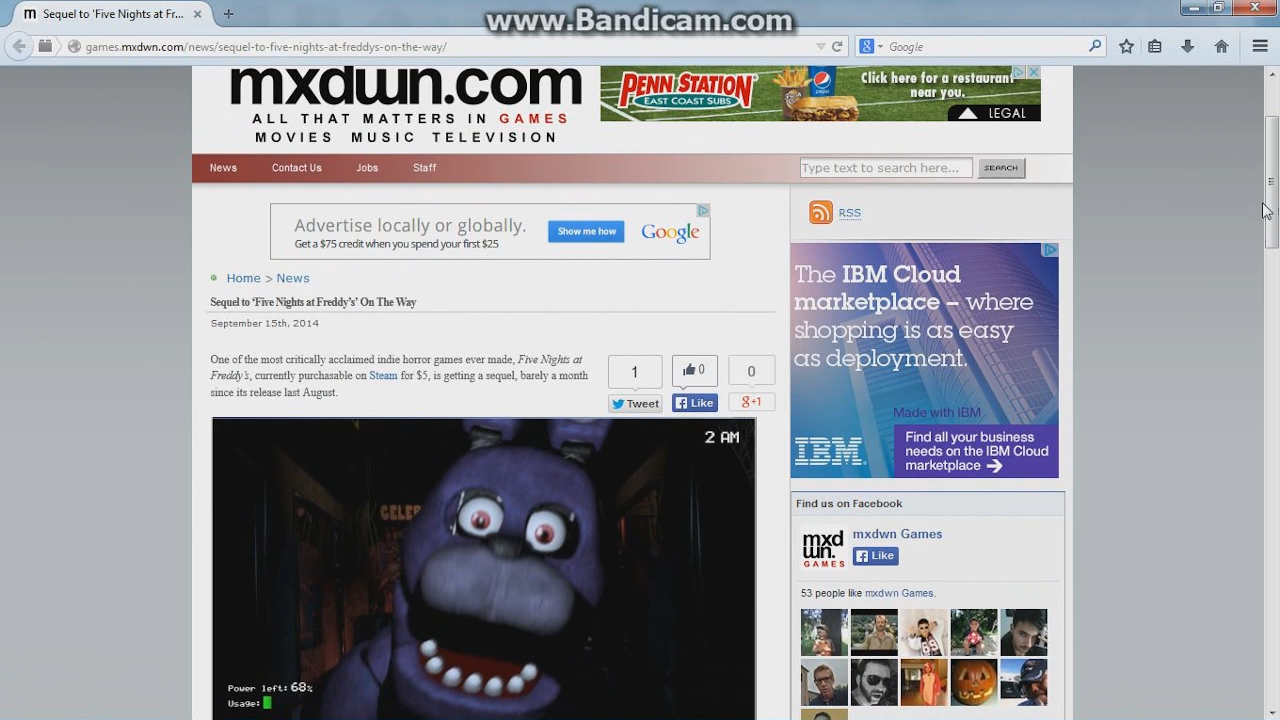 www.Bandicam.com
Sequel to 'Five Nights at Fr...
games.mxdwn.com/news/sequel-to-five-nights-at-freddys-on-the-way/
Google
mxdwn.com
ALL THAT MATTERS IN GAMES
MOVIES MUSIC TELEVISION
PENN STATION
EAST COAST SUBS
pepsi
Click here for a restaurant
near you.
LEGAL
News
Contact Us
Jobs
Staff
Type text to search here...
SEARCH
Advertise locally or globally.
Get a $75 credit when you spend your first $25
Show me how
Google
RSS
Home > News
Sequel to ‘Five Nights at Freddy’s’ On The Way
September 15th, 2014
One of the most critically acclaimed indie horror games ever made, Five Nights at
Freddy’s, currently purchasable on Steam for $5, is getting a sequel, barely a month
since its release last August.
1
Tweet
0
Like
0
g+1
The IBM Cloud
marketplace – where
shopping is as easy
as deployment.
Made with IBM
IBM
Find all your business
needs on the IBM Cloud
marketplace
2 AM
CELEB
Power left: 68%
Usage:
Find us on Facebook
mxd
wn.
GAMES
mxdwn Games
Like
53 people like mxdwn Games.